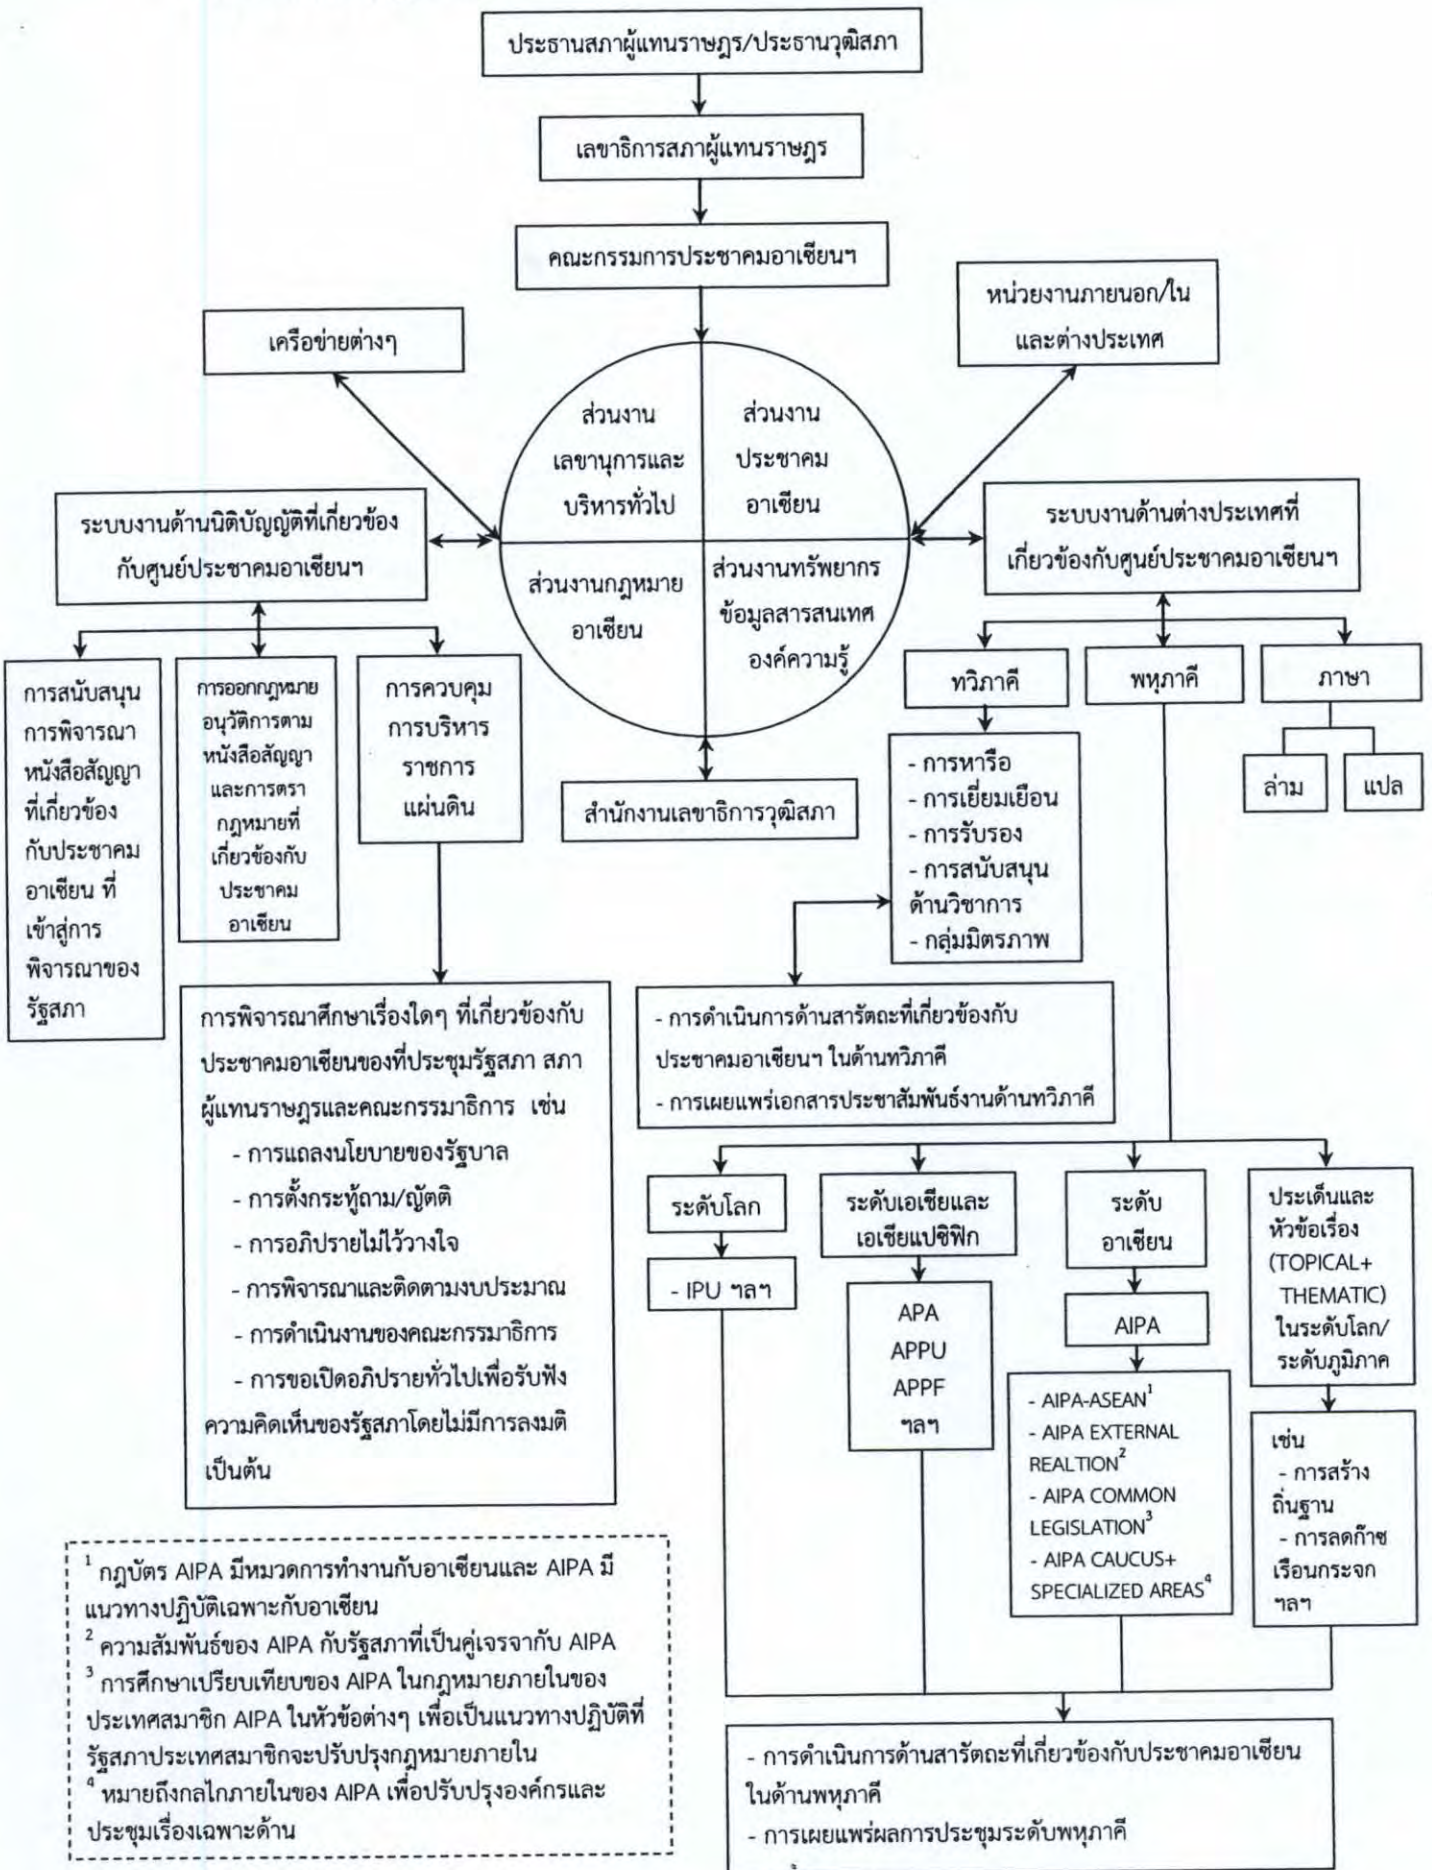 ประธานสภาผู้แทนราษฎร/ประธานวุฒิสภา
เลขาธิการสภาผู้แทนราษฎร
คณะกรรมการประชาคมอาเซียนฯ
เครือข่ายต่างๆ
หน่วยงานภายนอก/ใน
และต่างประเทศ
ส่วนงาน
เลขานุการและ
บริหารทั่วไป
ส่วนงาน
ประชาคม
อาเซียน
ส่วนงานกฎหมาย
อาเซียน
ส่วนงานทรัพยากร
ข้อมูลสารสนเทศ
องค์ความรู้
ระบบงานด้านนิติบัญญัติที่เกี่ยวข้อง
กับศูนย์ประชาคมอาเซียนฯ
ระบบงานด้านต่างประเทศที่
เกี่ยวข้องกับศูนย์ประชาคมอาเซียนฯ
การสนับสนุน
การพิจารณา
หนังสือสัญญา
ที่เกี่ยวข้อง
กับประชาคม
อาเซียน ที่
เข้าสู่การ
พิจารณาของ
รัฐสภา
การออกกฎหมาย
อนุวัติการตาม
หนังสือสัญญา
และการตรา
กฎหมายที่
เกี่ยวข้องกับ
ประชาคม
อาเซียน
การควบคุม
การบริหาร
ราชการ
แผ่นดิน
สำนักงานเลขาธิการวุฒิสภา
ทวิภาคี
พหุภาคี
ภาษา
ล่าม
แปล
- การหารือ
- การเยี่ยมเยือน
- การรับรอง
- การสนับสนุน
ด้านวิชาการ
- กลุ่มมิตรภาพ
การพิจารณาศึกษาเรื่องใดๆ ที่เกี่ยวข้องกับ
ประชาคมอาเซียนของที่ประชุมรัฐสภา สภา
ผู้แทนราษฎรและคณะกรรมาธิการ เช่น
- การแถลงนโยบายของรัฐบาล
- การตั้งกระทู้ถาม/ญัตติ
- การอภิปรายไม่ไว้วางใจ
- การพิจารณาและติดตามงบประมาณ
- การดำเนินงานของคณะกรรมาธิการ
- การขอเปิดอภิปรายทั่วไปเพื่อรับฟัง
ความคิดเห็นของรัฐสภาโดยไม่มีการลงมติ
เป็นต้น
- การดำเนินการด้านสารัตถะที่เกี่ยวข้องกับ
ประชาคมอาเซียนฯ ในด้านทวิภาคี
- การเผยแพร่เอกสารประชาสัมพันธ์งานด้านทวิภาคี
ระดับโลก
- IPU ฯลฯ
ระดับเอเชียและ
เอเชียแปซิฟิก
APA
APPU
APPF
ฯลฯ
ระดับ
อาเซียน
AIPA
- AIPA-ASEAN¹
- AIPA EXTERNAL
REALTION²
- AIPA COMMON
LEGISLATION³
- AIPA CAUCUS+
SPECIALIZED AREAS⁴
ประเด็นและ
หัวข้อเรื่อง
(TOPICAL+
THEMATIC)
ในระดับโลก/
ระดับภูมิภาค
เช่น
- การสร้าง
ถิ่นฐาน
- การลดก๊าซ
เรือนกระจก
ฯลฯ
¹ กฎบัตร AIPA มีหมวดการทำงานกับอาเซียนและ AIPA มี
แนวทางปฏิบัติเฉพาะกับอาเซียน
² ความสัมพันธ์ของ AIPA กับรัฐสภาที่เป็นคู่เจรจากับ AIPA
³ การศึกษาเปรียบเทียบของ AIPA ในกฎหมายภายในของ
ประเทศสมาชิก AIPA ในหัวข้อต่างๆ เพื่อเป็นแนวทางปฏิบัติที่
รัฐสภาประเทศสมาชิกจะปรับปรุงกฎหมายภายใน
⁴ หมายถึงกลไกภายในของ AIPA เพื่อปรับปรุงองค์กรและ
ประชุมเรื่องเฉพาะด้าน
- การดำเนินการด้านสารัตถะที่เกี่ยวข้องกับประชาคมอาเซียน
ในด้านพหุภาคี
- การเผยแพร่ผลการประชุมระดับพหุภาคี